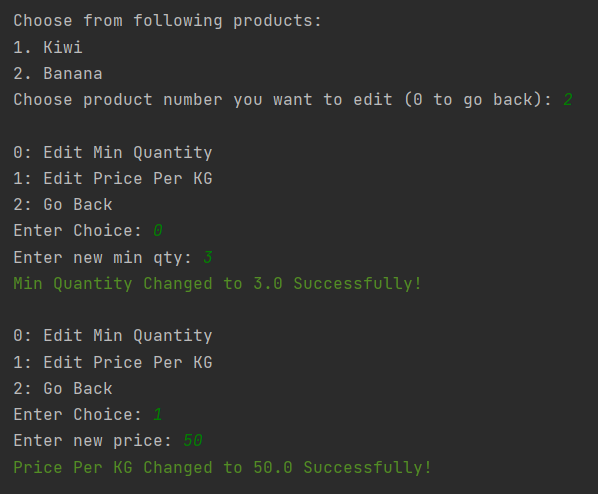 Choose from following products:
1. Kiwi
2. Banana
Choose product number you want to edit (0 to go back): 2
0: Edit Min Quantity
1: Edit Price Per KG
2: Go Back
Enter Choice: 0
Enter new min qty: 3
Min Quantity Changed to 3.0 Successfully!
0: Edit Min Quantity
1: Edit Price Per KG
2: Go Back
Enter Choice: 1
Enter new price: 50
Price Per KG Changed to 50.0 Successfully!